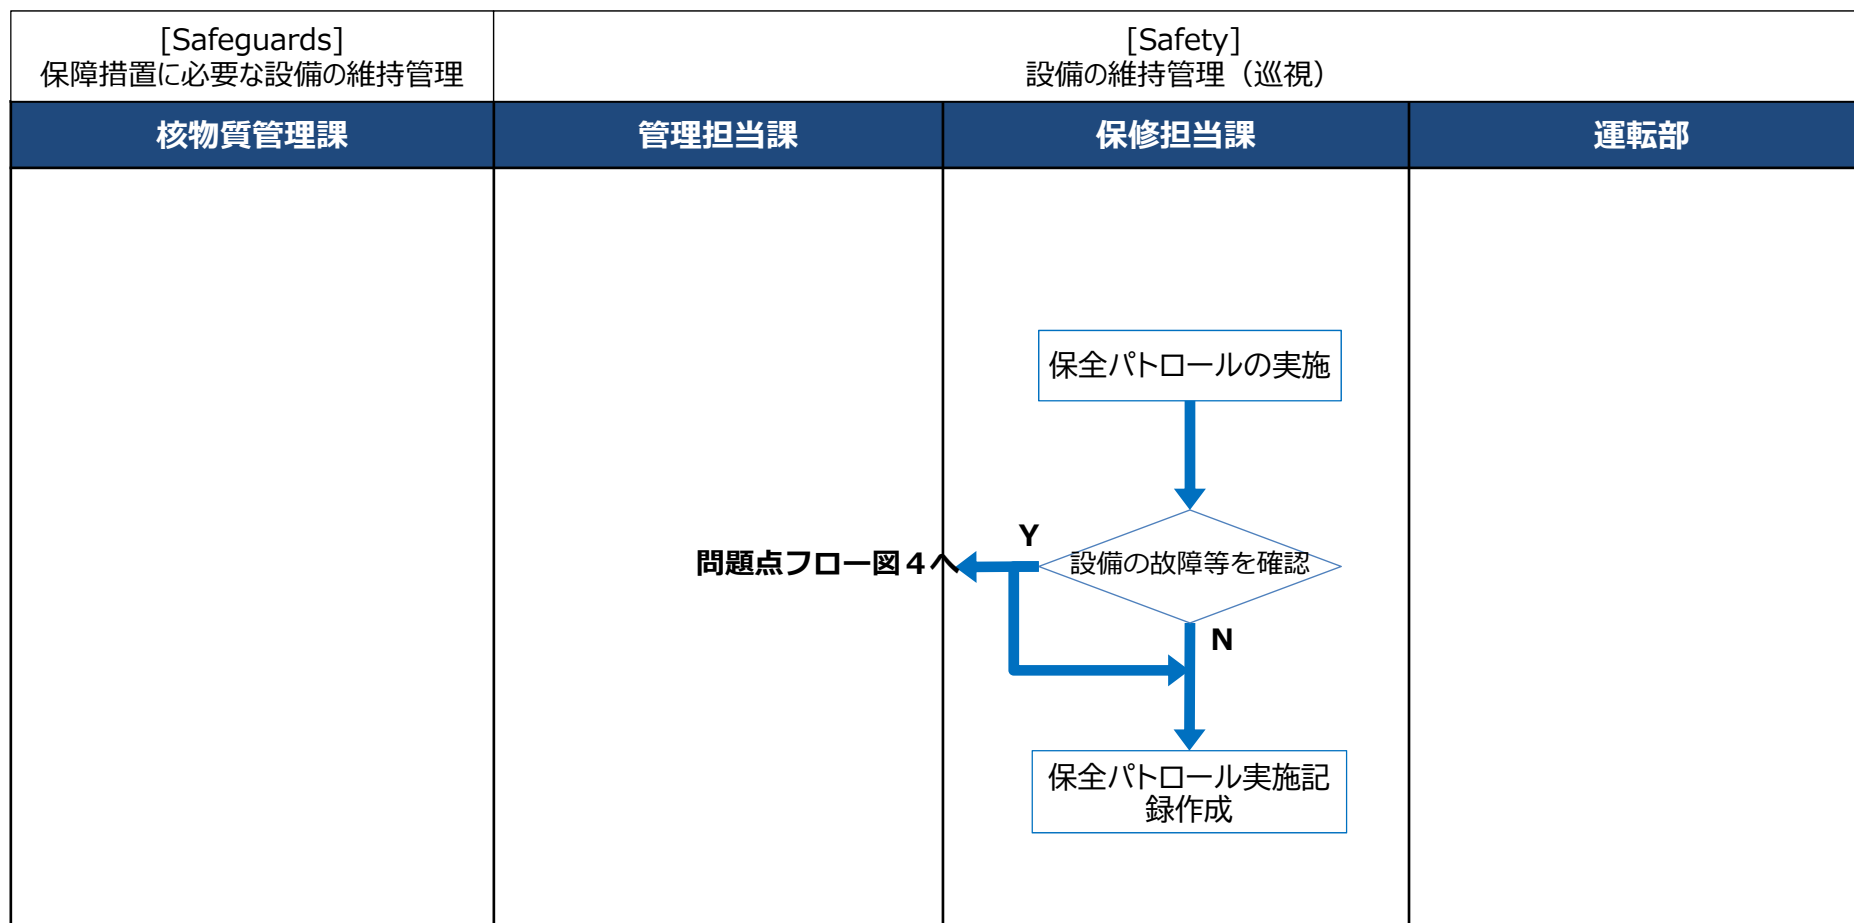 [Safeguards]
保障措置に必要な設備の維持管理
[Safety]
設備の維持管理（巡視）
核物質管理課
管理担当課
保修担当課
運転部
保全パトロールの実施
Y
問題点フロー図４へ
設備の故障等を確認
N
保全パトロール実施記
録作成